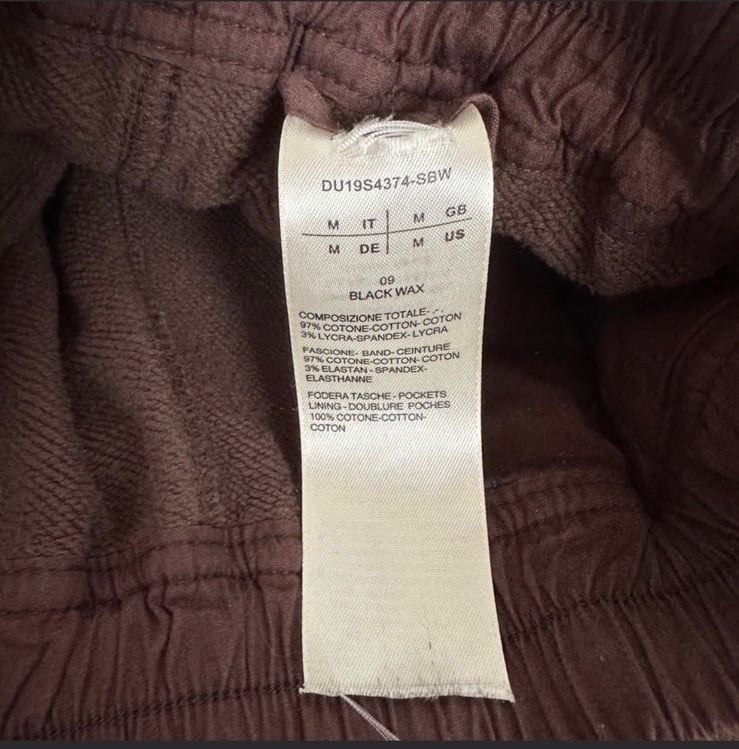 DU19S4374-SBW
M IT M GB
M DE M US
09
BLACK WAX
COMPOSIZIONE TOTALE-
97% COTONE-COTTON-COTON
3% LYCRA-SPANDEX-LYCRA
FASCIONE-BAND-CEINTURE
97% COTONE-COTTON-COTON
3% ELASTAN-SPANDEX-
ELASTHANNE
FODERA TASCHE-POCKETS
LINING-DOUBLURE POCHES
100% COTONE-COTTON-
COTON